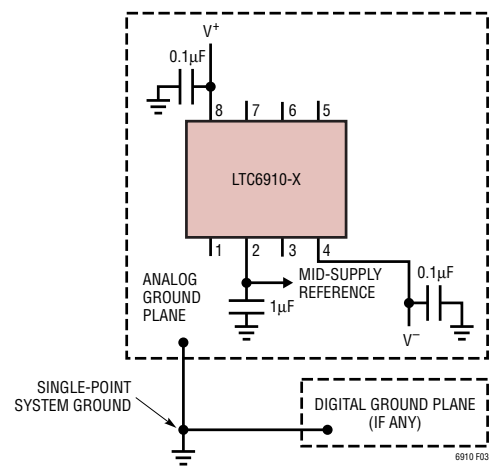 V+
0.1µF
8 7 6 5
LTC6910-X
1 2 3 4
ANALOG
GROUND
PLANE
MID-SUPPLY
REFERENCE
0.1µF
1µF
V–
SINGLE-POINT
SYSTEM GROUND
DIGITAL GROUND PLANE
(IF ANY)
6910 F03